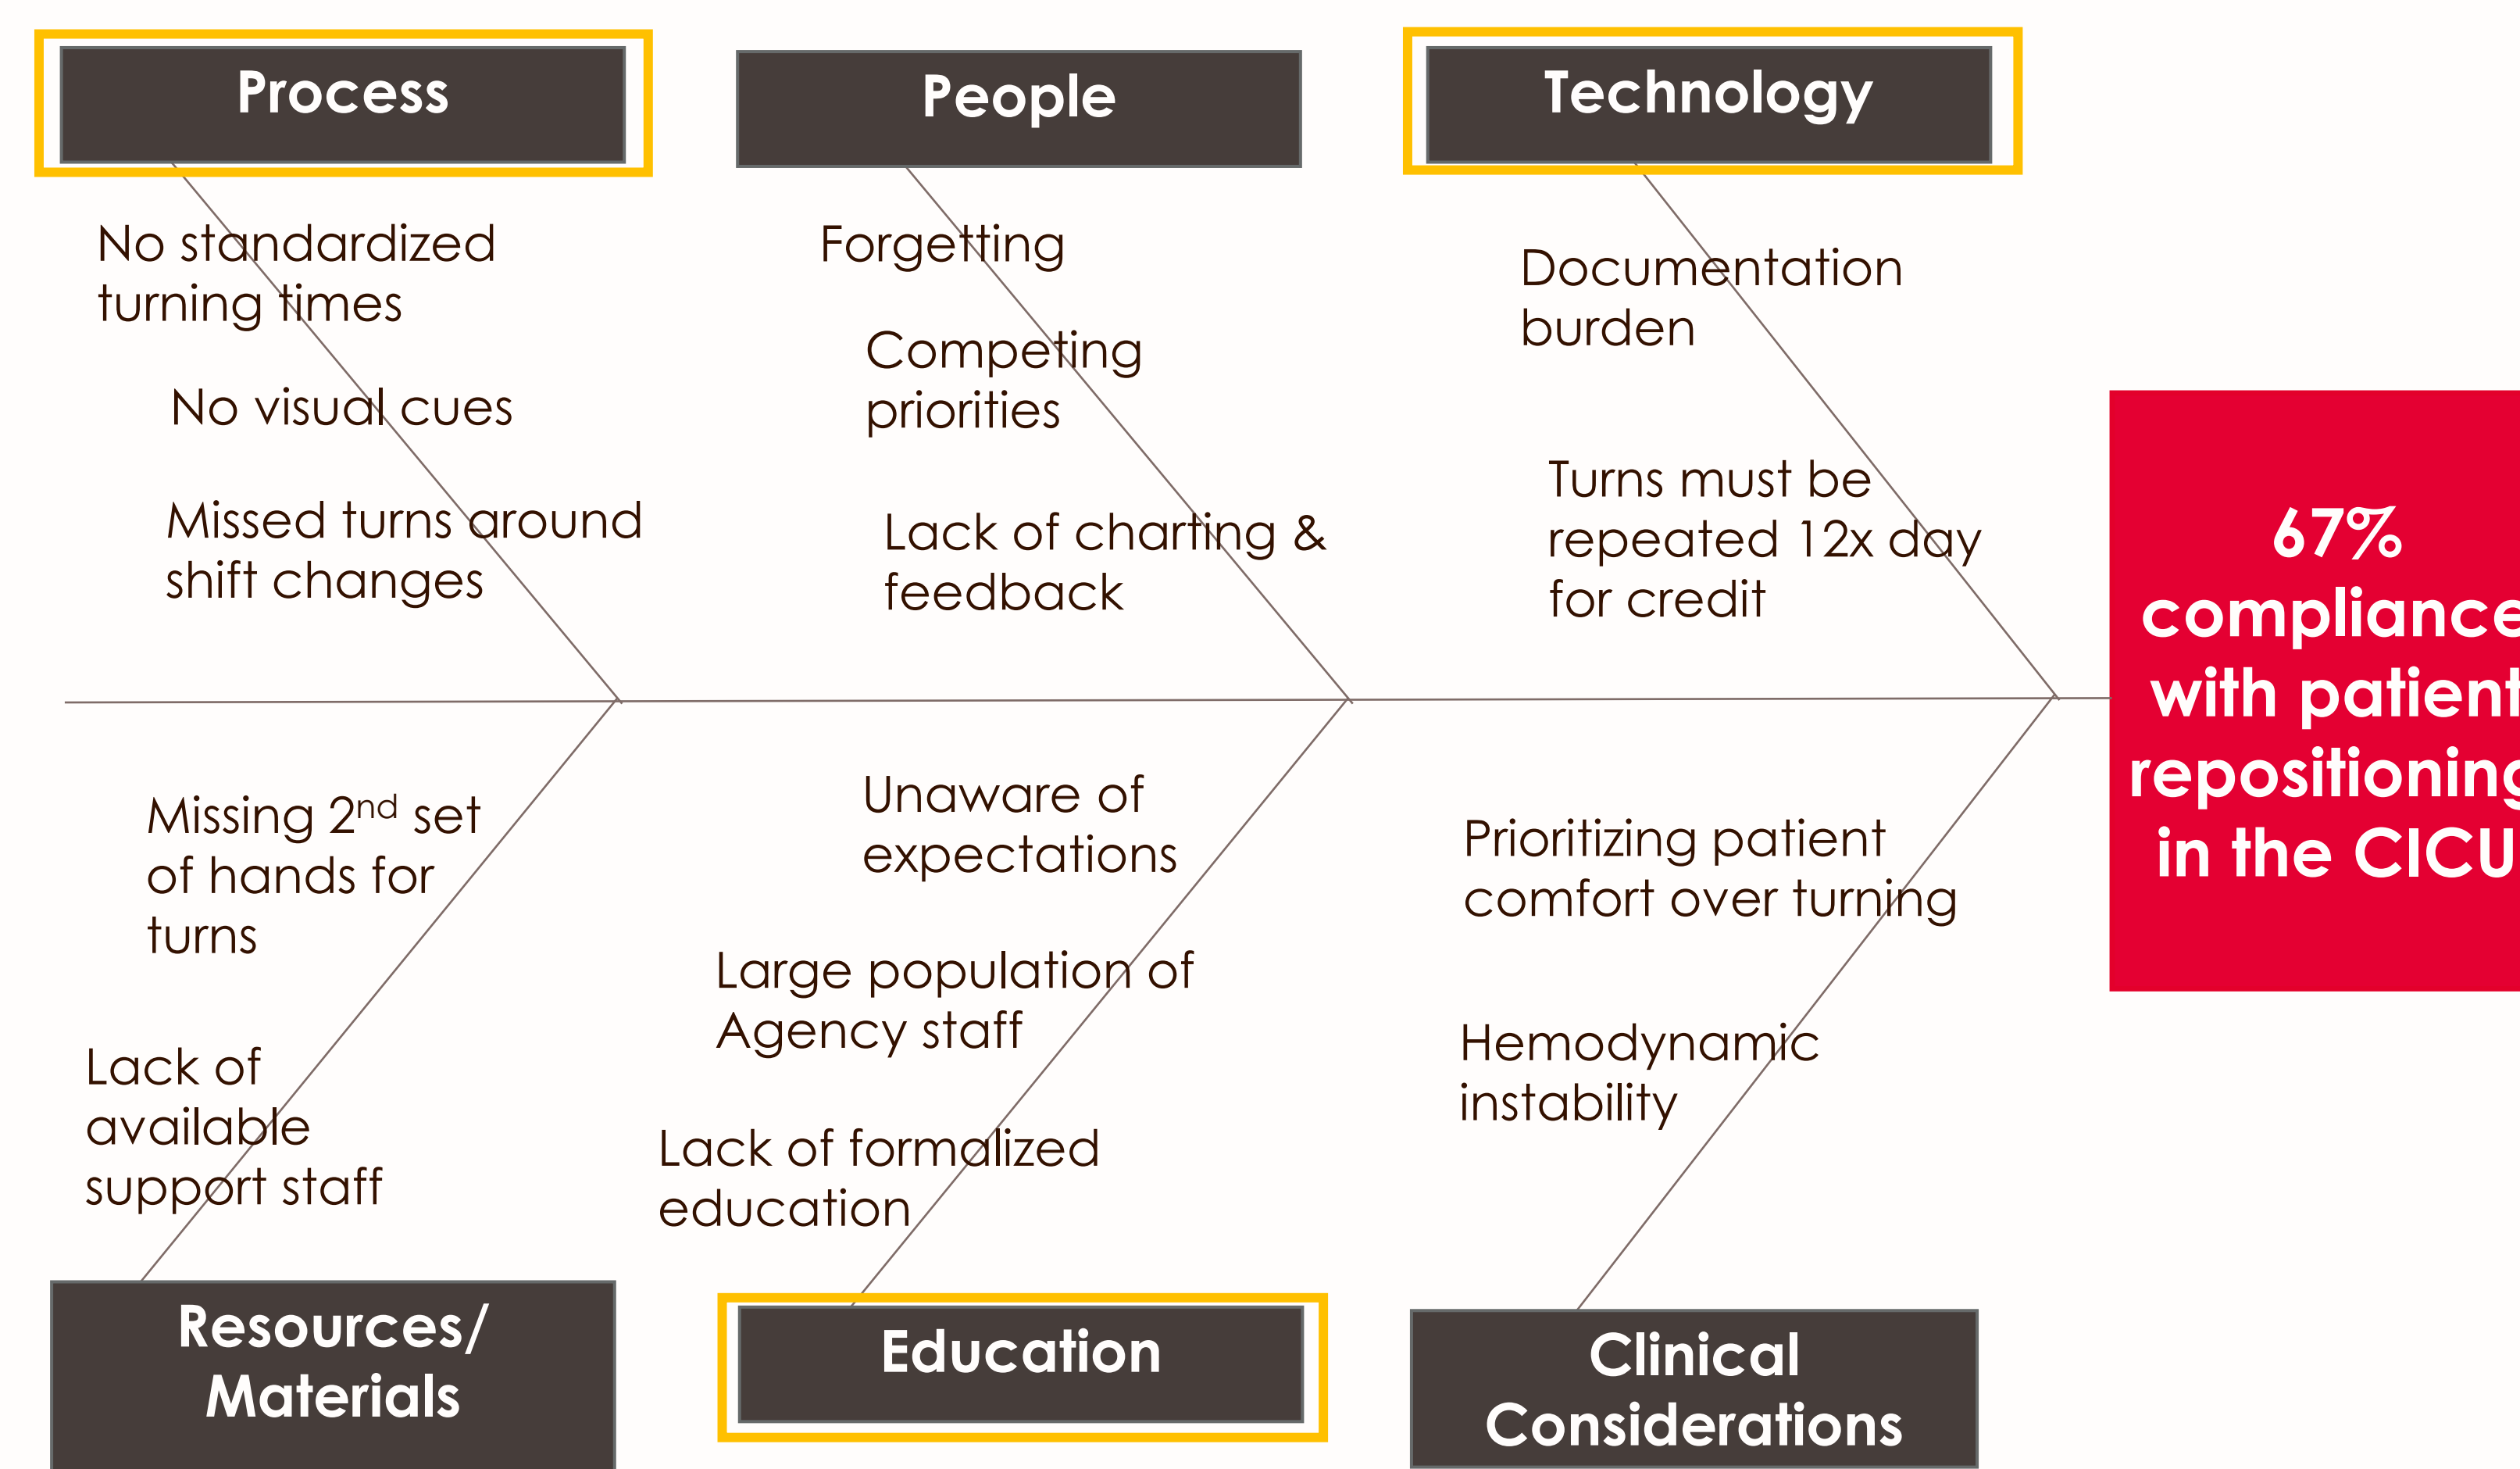 Process
People
Technology
No standardized
turning times
No visual cues
Missed turns around
shift changes
Forgetting
Competing
priorities
Lack of charting &
feedback
Documentation
burden
Turns must be
repeated 12x day
for credit
67%
compliance
with patient
repositioning
in the CICU
Missing 2nd set
of hands for
turns
Lack of
available
support staff
Unaware of
expectations
Large population of
Agency staff
Lack of formalized
education
Prioritizing patient
comfort over turning
Hemodynamic
instability
Resources/
Materials
Education
Clinical
Considerations